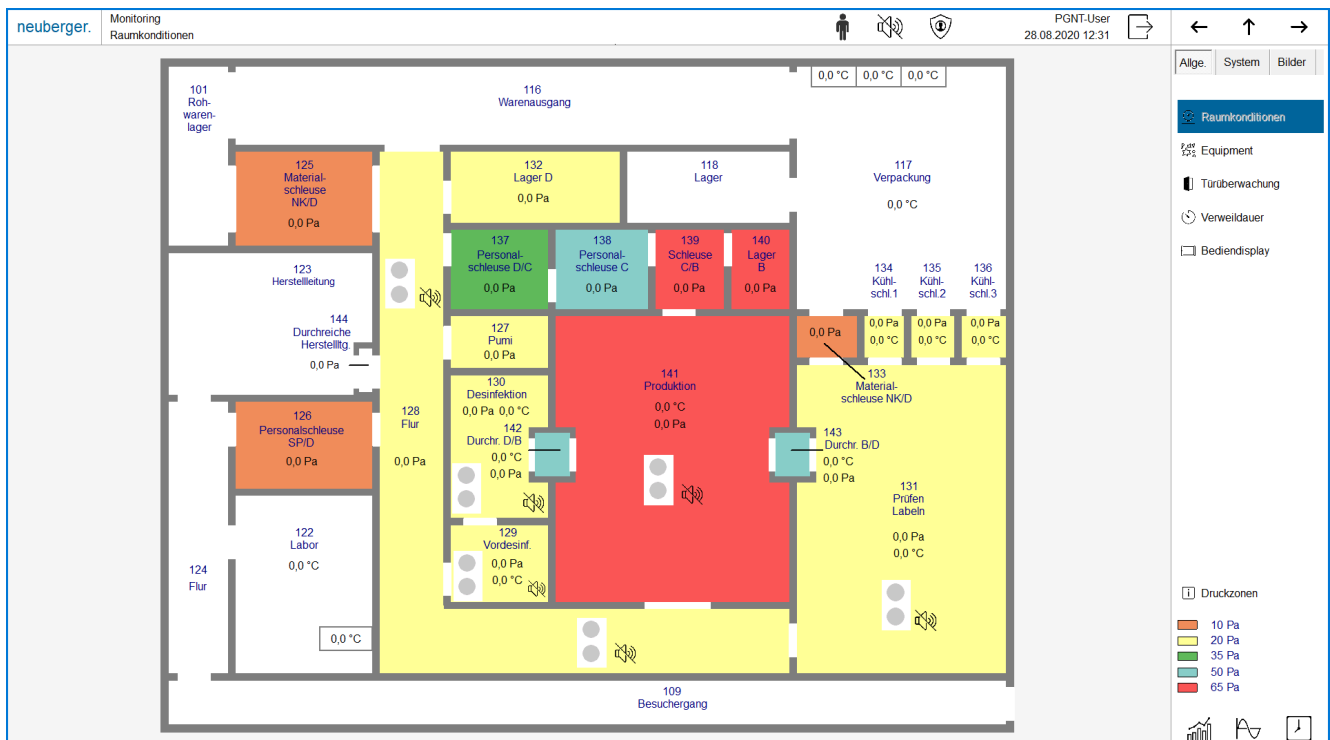 neuberger.
Monitoring
Raumkonditionen
PGNT-User
28.08.2020 12:31
Allge.
System
Bilder
Raumkonditionen
Equipment
Türüberwachung
Verweildauer
Bediendisplay
0,0 °C
0,0 °C
0,0 °C
101
Roh-
waren-
lager
116
Warenausgang
125
Material-
schleuse
NK/D
0,0 Pa
132
Lager D
0,0 Pa
118
Lager
117
Verpackung
0,0 °C
137
Personal-
schleuse D/C
0,0 Pa
138
Personal-
schleuse C
0,0 Pa
139
Schleuse
C/B
0,0 Pa
140
Lager
B
0,0 Pa
123
Herstellleitung
134
Kühl-
schl.1
135
Kühl-
schl.2
136
Kühl-
schl.3
144
Durchreiche
Herstelltg.
0,0 Pa
127
Pumi
0,0 Pa
0,0 Pa
0,0 Pa
0,0 °C
0,0 Pa
0,0 °C
0,0 Pa
0,0 °C
133
Material-
schleuse NK/D
130
Desinfektion
0,0 Pa 0,0 °C
142
Durchr. D/B
0,0 °C
0,0 Pa
141
Produktion
0,0 °C
0,0 Pa
143
Durchr. B/D
0,0 °C
0,0 Pa
126
Personalschleuse
SP/D
0,0 Pa
128
Flur
0,0 Pa
131
Prüfen
Labeln
0,0 Pa
0,0 °C
122
Labor
0,0 °C
129
Vordesinf.
0,0 Pa
0,0 °C
124
Flur
0,0 °C
109
Besuchergang
i Druckzonen
10 Pa
20 Pa
35 Pa
50 Pa
65 Pa